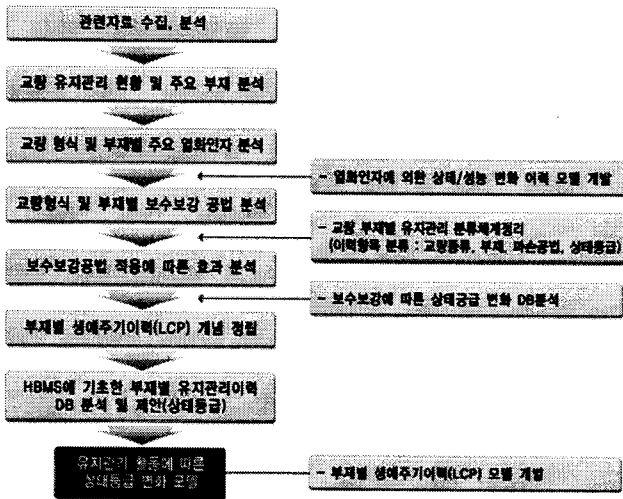 관련자료 수집, 분석
교량 유지관리 현황 및 주요 부재 분석
교량 형식 및 부재별 주요 열화인자 분석
- 열화인자에 의한 상태/성능 변화 이력 모델 개발
교량형식 및 부재별 보수보강 공법 분석
- 교량 부재별 유지관리 분류체계정리
(이력항목 분류 : 교량종류, 부재, 파손공법, 상태등급)
보수보강공법 적용에 따른 효과 분석
- 보수보강에 따른 상태긍급 변화 DB분석
부재별 생애주기이력(LCP) 개념 정립
HBMS에 기초한 부재별 유지관리이력
DB 분석 및 제안(상태등급)
유지관리 활동에 따른
상태등급 변화 모델
- 부재별 생애주기이력(LCP) 모델 개발